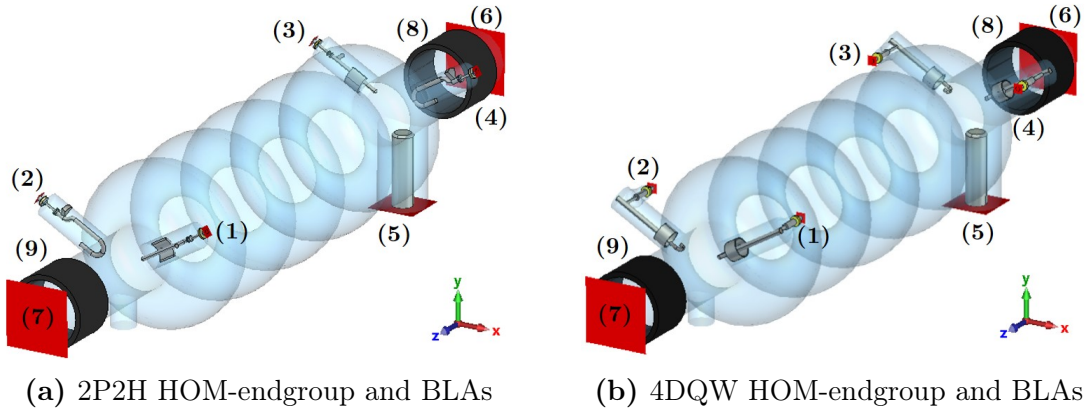 (6)
(8)
(3)
(4)
(2)
(1)
(5)
(9)
(7)
y
z
x
(a) 2P2H HOM-endgroup and BLAs
(6)
(8)
(3)
(4)
(2)
(1)
(5)
(9)
(7)
y
z
x
(b) 4DQW HOM-endgroup and BLAs